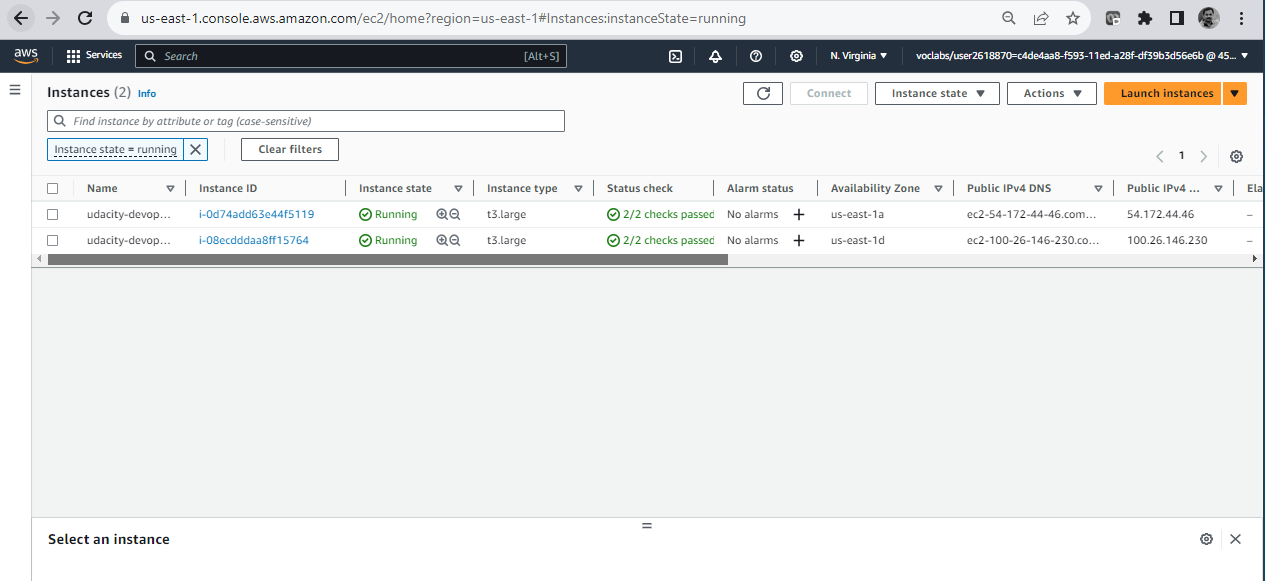 us-east-1.console.aws.amazon.com/ec2/home?region=us-east-1#Instances:instanceState=running
aws Services Search [Alt+S] N. Virginia voclabs/user2618870=c4de4aa8-f593-11ed-a28f-df39b3d56e6b @ 45...
Instances (2) Info Connect Instance state Actions Launch instances
Find instance by attribute or tag (case-sensitive)
Instance state = running Clear filters
1
Name Instance ID Instance state Instance type Status check Alarm status Availability Zone Public IPv4 DNS Public IPv4 ... Ela
udacity-devop... i-0d74add63e44f5119 Running t3.large 2/2 checks passed No alarms + us-east-1a ec2-54-172-44-46.com... 54.172.44.46 –
udacity-devop... i-08ecdddaa8ff15764 Running t3.large 2/2 checks passed No alarms + us-east-1d ec2-100-26-146-230.co... 100.26.146.230 –
Select an instance